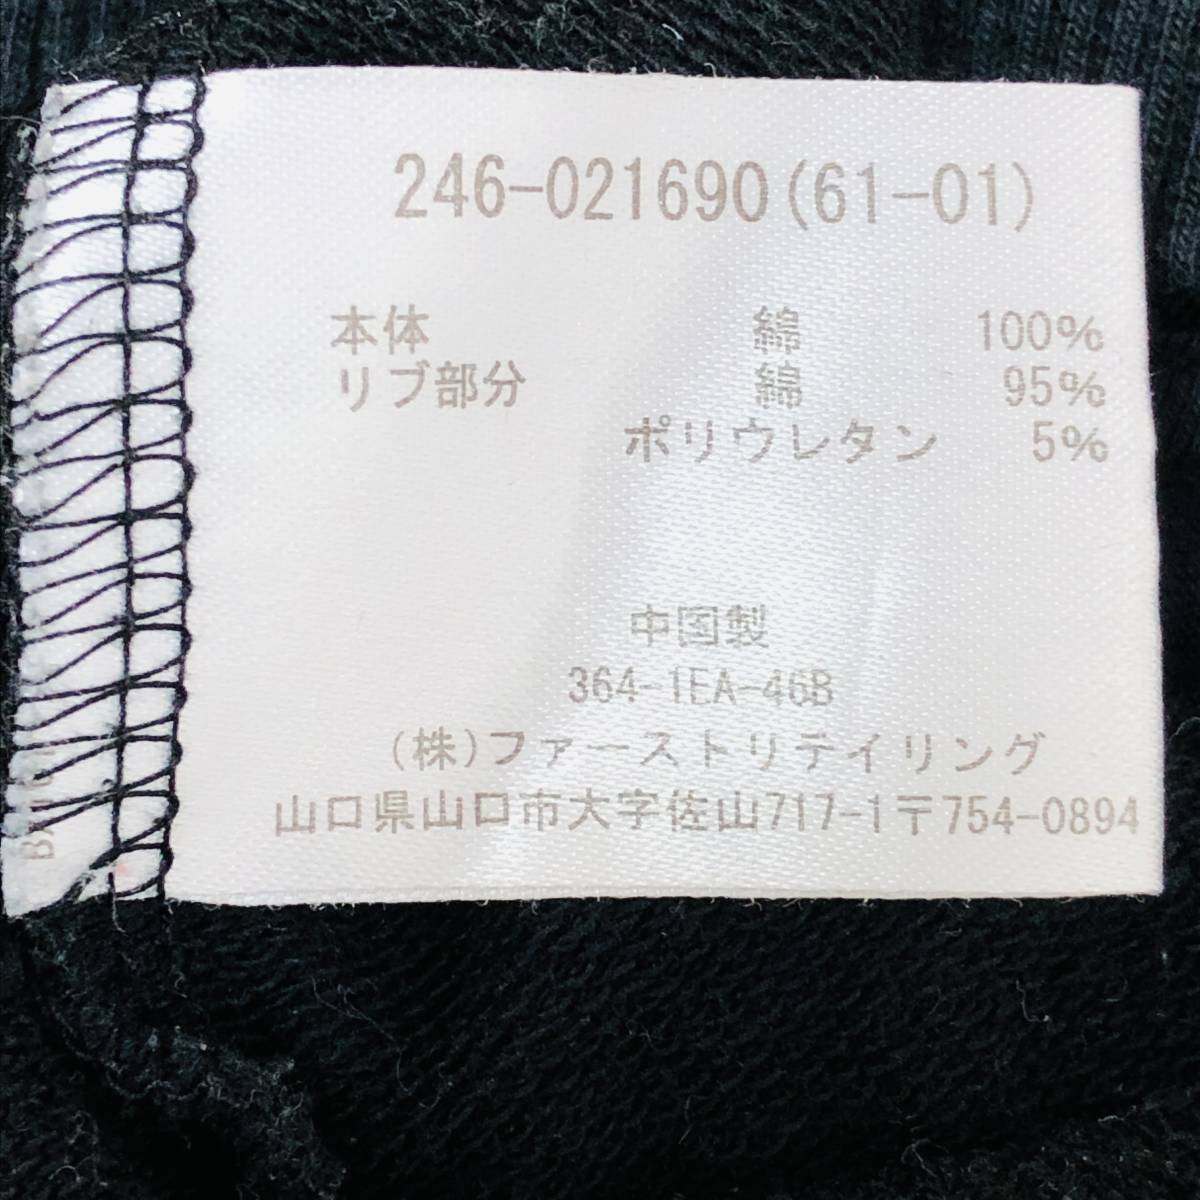 246-021690(61-01)
本体 綿 100%
リブ部分 綿 95%
ポリウレタン 5%
中国製
364-1EA-46B
(株)ファーストリテイリング
山口県山口市大字佐山717-1〒754-0894